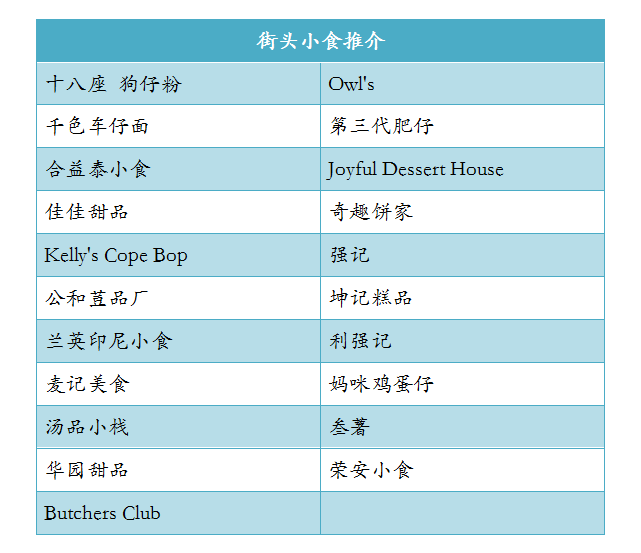 街头小食推介
十八座 狗仔粉 Owl's
千色车仔面 第三代肥仔
合益泰小食 Joyful Dessert House
佳佳甜品 奇趣饼家
Kelly's Cope Bop 强记
公和荳品厂 坤记糕品
兰英印尼小食 利强记
麦记美食 妈咪鸡蛋仔
汤品小栈 叁薯
华园甜品 荣安小食
Butchers Club